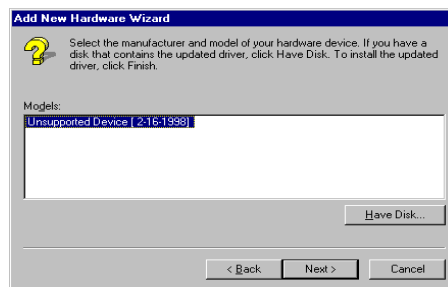 Add New Hardware Wizard
Select the manufacturer and model of your hardware device. If you have a
disk that contains the updated driver, click Have Disk. To install the updated
driver, click Finish.
Models:
Unsupported Device [ 2-16-1998]
Have Disk...
< Back
Next >
Cancel